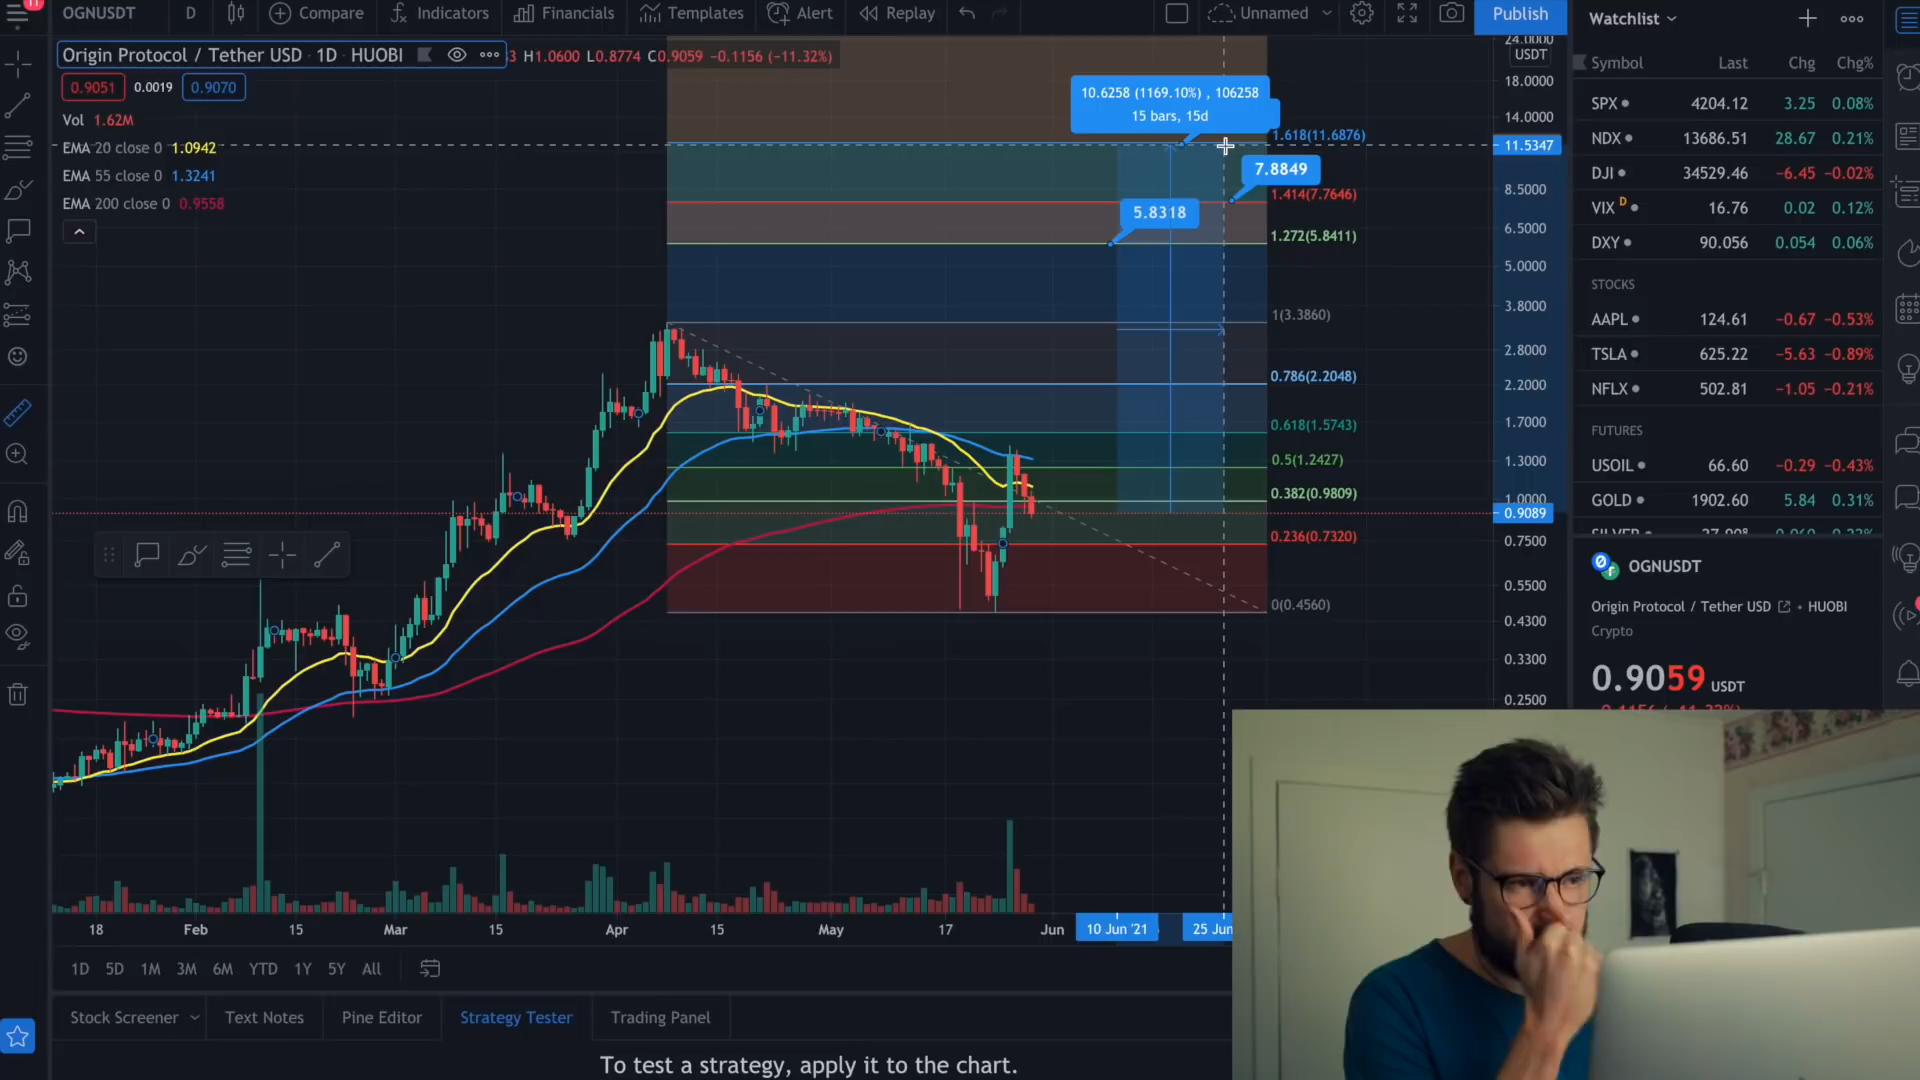 11
OGNUSDT
D
Compare
Indicators
Financials
Templates
Alert
Replay
Unnamed
Publish
Watchlist
Origin Protocol / Tether USD · 1D · HUOBI
3 H1.0600 L0.8774 C0.9059 −0.1156 (−11.32%)
0.9051
0.0019
0.9070
Vol 1.62M
EMA 20 close 0 1.0942
EMA 55 close 0 1.3241
EMA 200 close 0 0.9558
10.6258 (1169.10%) , 106258
15 bars, 15d
7.8849
5.8318
1.618(11.6876)
1.414(7.7646)
1.272(5.8411)
1(3.3860)
0.786(2.2048)
0.618(1.5743)
0.5(1.2427)
0.382(0.9809)
0.236(0.7320)
0(0.4560)
24.0000
USDT
18.0000
14.0000
11.5347
8.5000
6.5000
5.0000
3.8000
2.8000
2.2000
1.7000
1.3000
1.0000
0.9089
0.7500
0.5500
0.4300
0.3300
0.2500
Symbol Last Chg Chg%
SPX 4204.12 3.25 0.08%
NDX 13686.51 28.67 0.21%
DJI 34529.46 −6.45 −0.02%
VIX D 16.76 0.02 0.12%
DXY 90.056 0.054 0.06%
STOCKS
AAPL 124.61 −0.67 −0.53%
TSLA 625.22 −5.63 −0.89%
NFLX 502.81 −1.05 −0.21%
FUTURES
USOIL 66.60 −0.29 −0.43%
GOLD 1902.60 5.84 0.31%
OGNUSDT
Origin Protocol / Tether USD • HUOBI
Crypto
0.9059 USDT
18 Feb 15 Mar 15 Apr 15 May 17 Jun 10 Jun '21 25 Jun
1D 5D 1M 3M 6M YTD 1Y 5Y All
Stock Screener
Text Notes
Pine Editor
Strategy Tester
Trading Panel
To test a strategy, apply it to the chart.